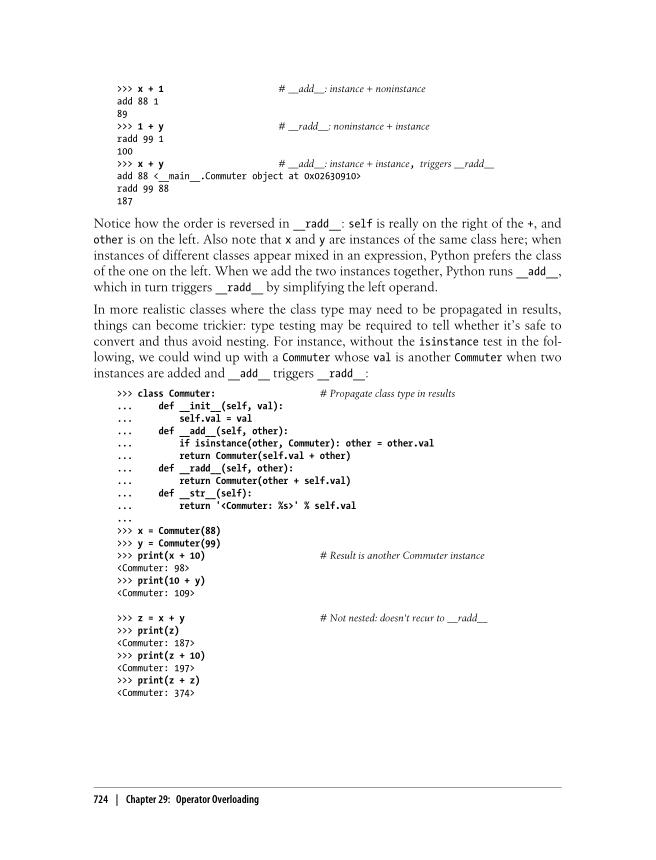 >>> x + 1 # __add__: instance + noninstance
add 88 1
89
>>> 1 + y # __radd__: noninstance + instance
radd 99 1
100
>>> x + y # __add__: instance + instance, triggers __radd__
add 88 <__main__.Commuter object at 0x02630910>
radd 99 88
187
Notice how the order is reversed in __radd__: self is really on the right of the +, and
other is on the left. Also note that x and y are instances of the same class here; when
instances of different classes appear mixed in an expression, Python prefers the class
of the one on the left. When we add the two instances together, Python runs __add__,
which in turn triggers __radd__ by simplifying the left operand.
In more realistic classes where the class type may need to be propagated in results,
things can become trickier: type testing may be required to tell whether it's safe to
convert and thus avoid nesting. For instance, without the isinstance test in the fol-
lowing, we could wind up with a Commuter whose val is another Commuter when two
instances are added and __add__ triggers __radd__:
>>> class Commuter: # Propagate class type in results
... def __init__(self, val):
... self.val = val
... def __add__(self, other):
... if isinstance(other, Commuter): other = other.val
... return Commuter(self.val + other)
... def __radd__(self, other):
... return Commuter(other + self.val)
... def __str__(self):
... return '<Commuter: %s>' % self.val
...
>>> x = Commuter(88)
>>> y = Commuter(99)
>>> print(x + 10) # Result is another Commuter instance
<Commuter: 98>
>>> print(10 + y)
<Commuter: 109>
>>> z = x + y # Not nested: doesn't recur to __radd__
>>> print(z)
<Commuter: 187>
>>> print(z + 10)
<Commuter: 197>
>>> print(z + z)
<Commuter: 374>
724 | Chapter 29: Operator Overloading